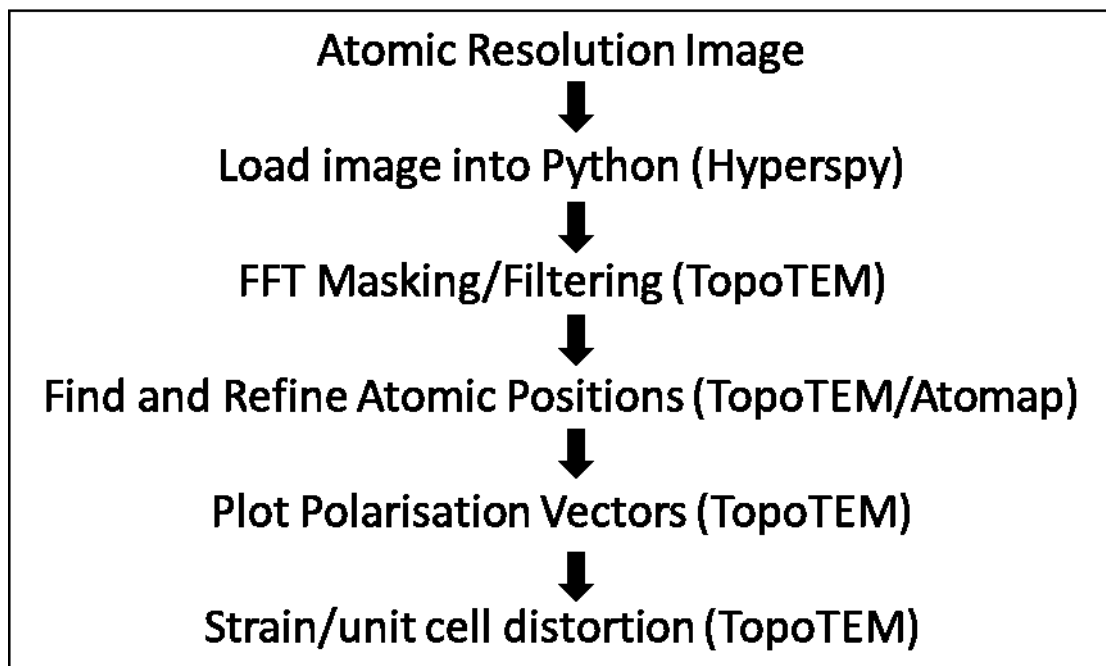 Atomic Resolution Image
Load image into Python (Hyperspy)
FFT Masking/Filtering (TopoTEM)
Find and Refine Atomic Positions (TopoTEM/Atomap)
Plot Polarisation Vectors (TopoTEM)
Strain/unit cell distortion (TopoTEM)